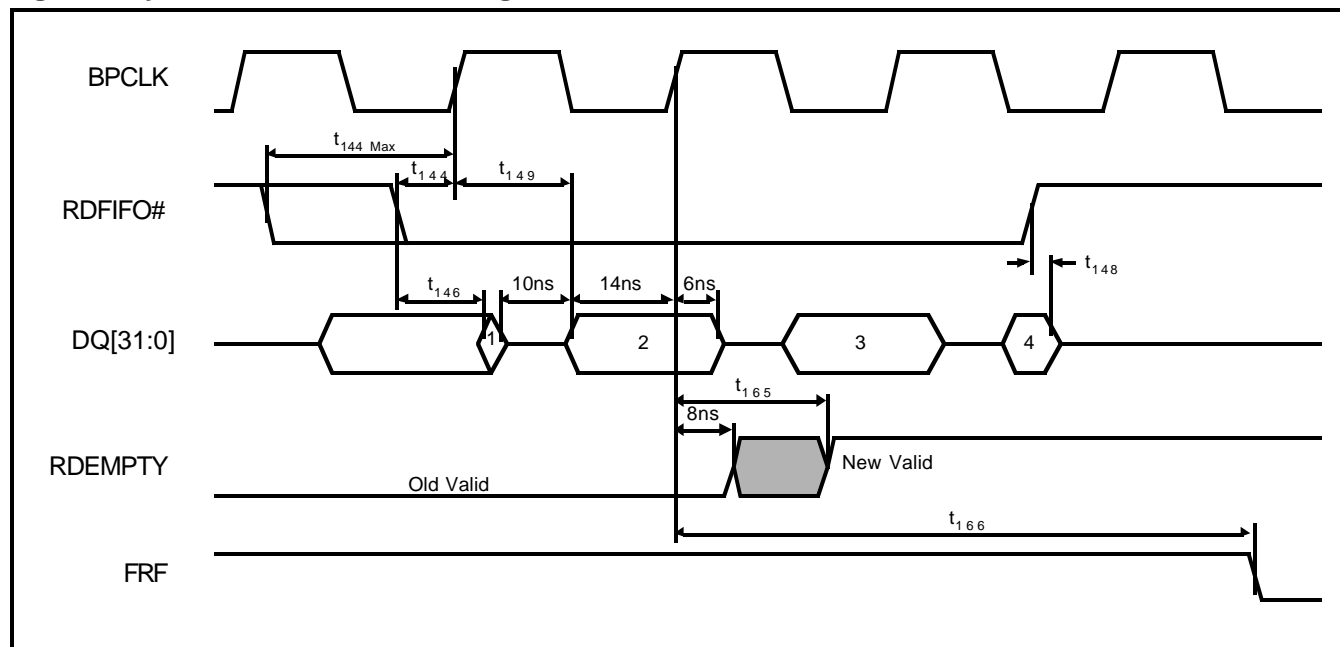 BPCLK
t144 Max
t144
t149
RDFIFO#
t148
t146
10ns
14ns
6ns
DQ[31:0]
1
2
3
4
t165
8ns
RDEMPTY
Old Valid
New Valid
t166
FRF